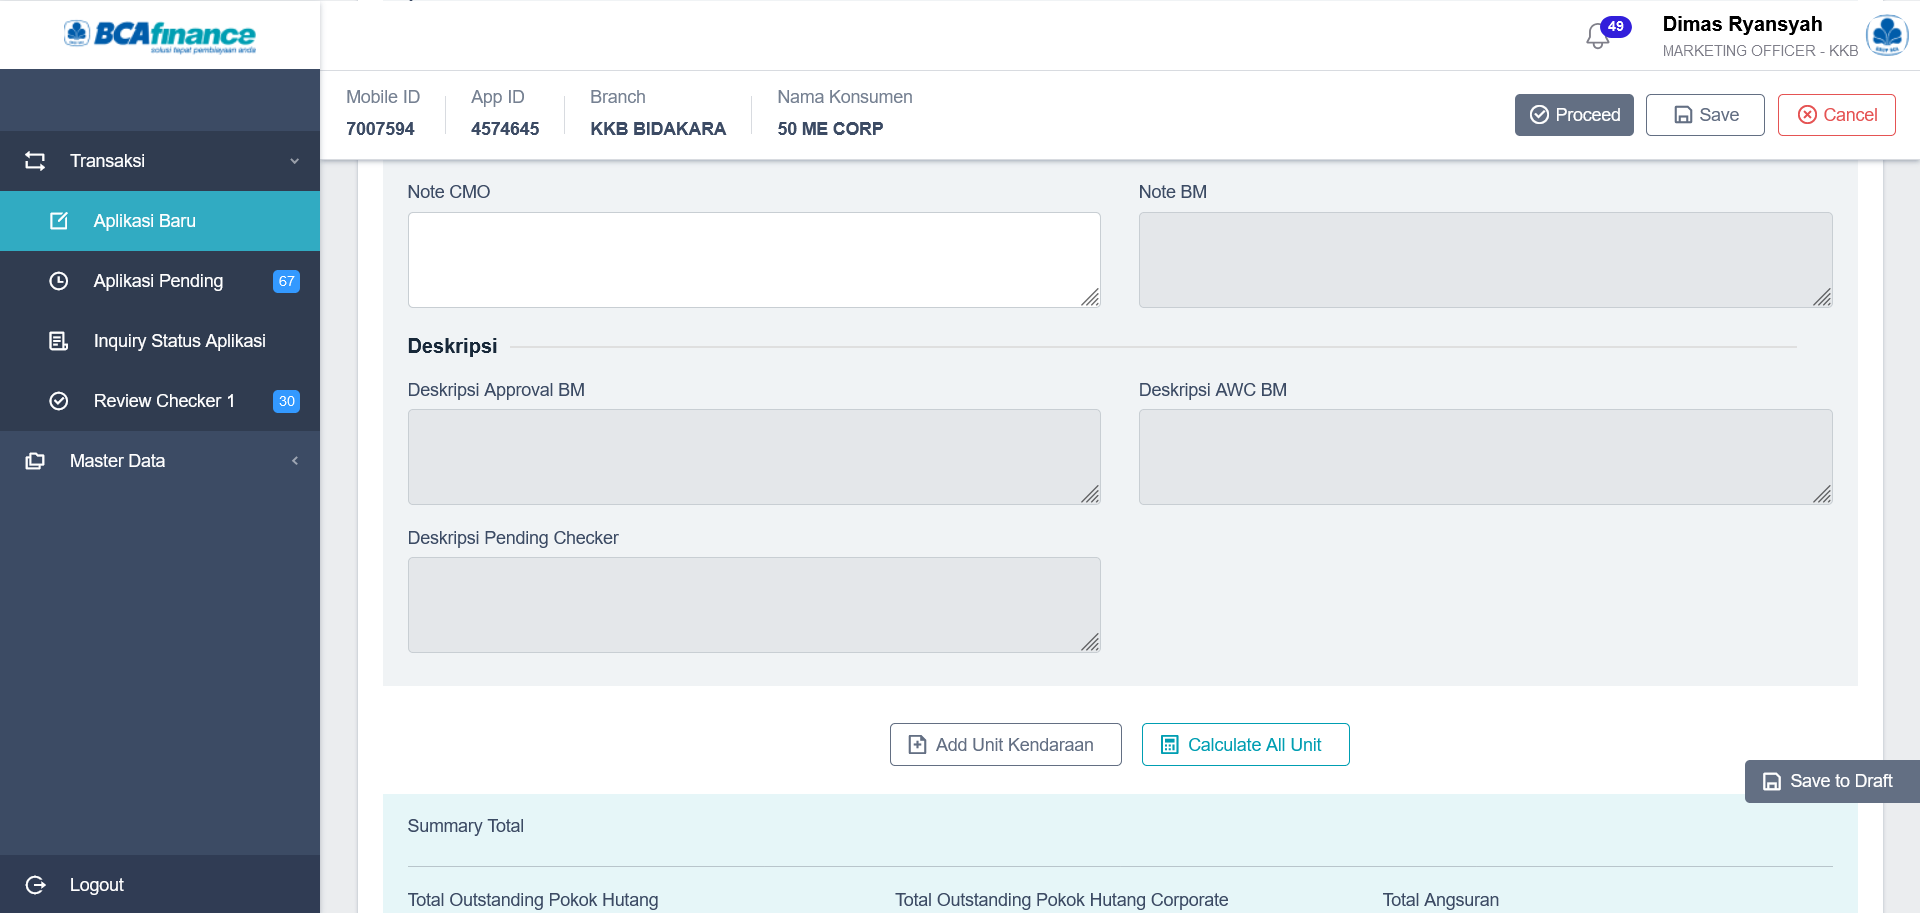 BCAfinance
solusi tepat pembiayaan anda
49
Dimas Ryansyah
MARKETING OFFICER - KKB
Mobile ID
7007594
App ID
4574645
Branch
KKB BIDAKARA
Nama Konsumen
50 ME CORP
Proceed
Save
Cancel
Transaksi
Aplikasi Baru
Aplikasi Pending
67
Inquiry Status Aplikasi
Review Checker 1
30
Master Data
Logout
Note CMO
Note BM
Deskripsi
Deskripsi Approval BM
Deskripsi AWC BM
Deskripsi Pending Checker
Add Unit Kendaraan
Calculate All Unit
Save to Draft
Summary Total
Total Outstanding Pokok Hutang
Total Outstanding Pokok Hutang Corporate
Total Angsuran